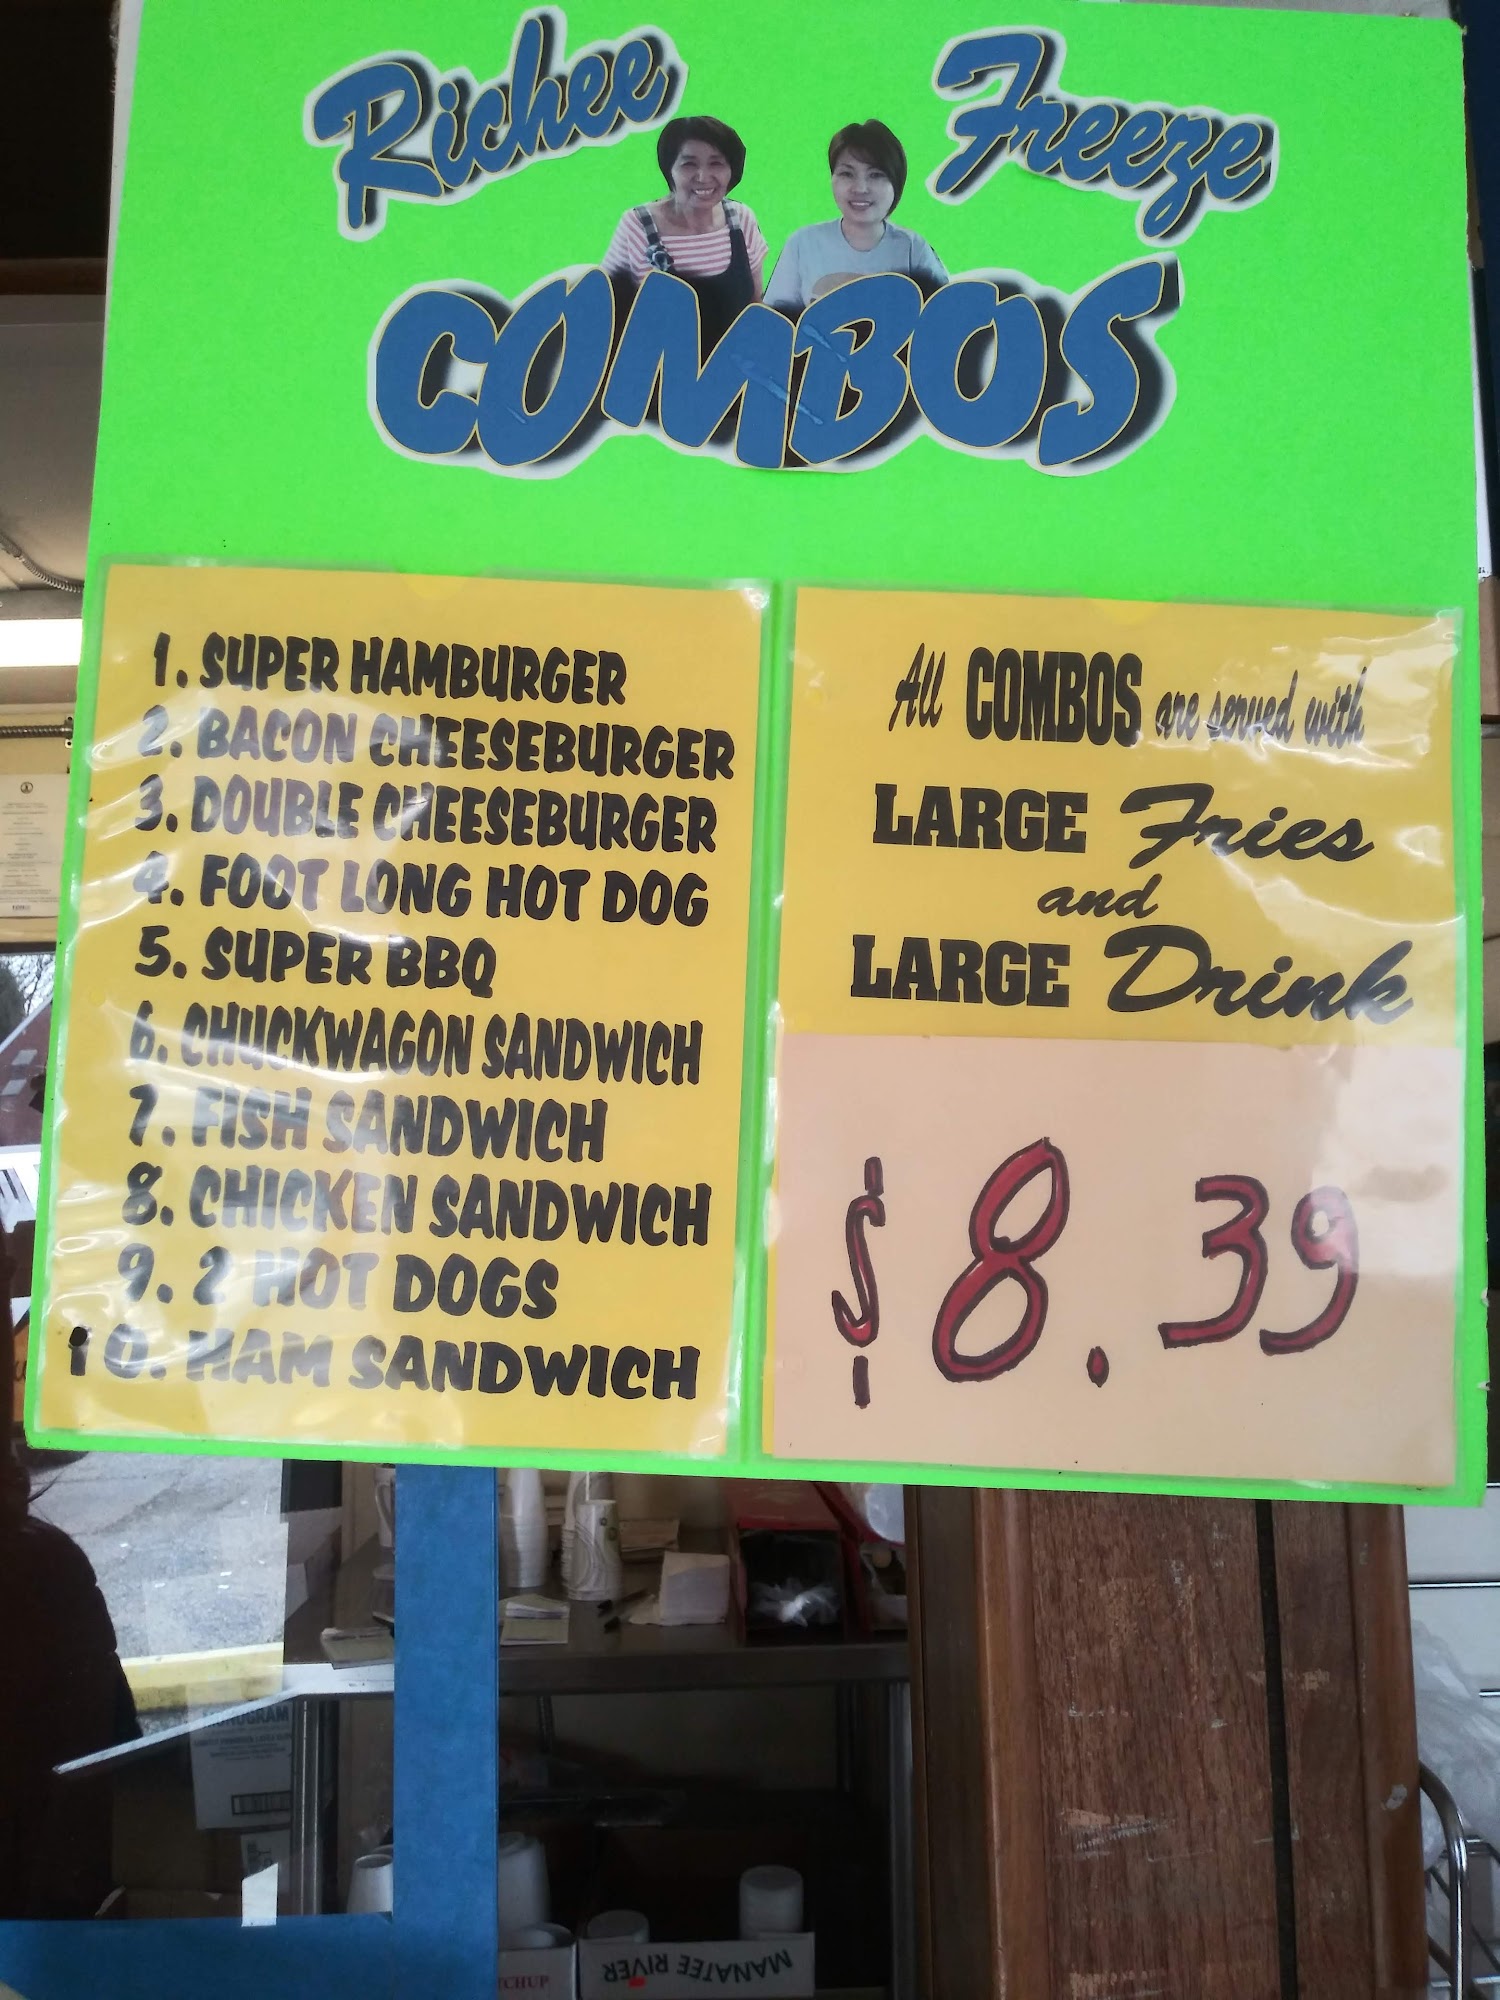 Richee Freeze
COMBOS
1. SUPER HAMBURGER
2. BACON CHEESEBURGER
3. DOUBLE CHEESEBURGER
4. FOOT LONG HOT DOG
5. SUPER BBQ
6. CHUCKWAGON SANDWICH
7. FISH SANDWICH
8. CHICKEN SANDWICH
9. 2 HOT DOGS
10. HAM SANDWICH
All COMBOS are served with
LARGE Fries
and
LARGE Drink
$8.39
MONOGRAM
MANATEE RIVER